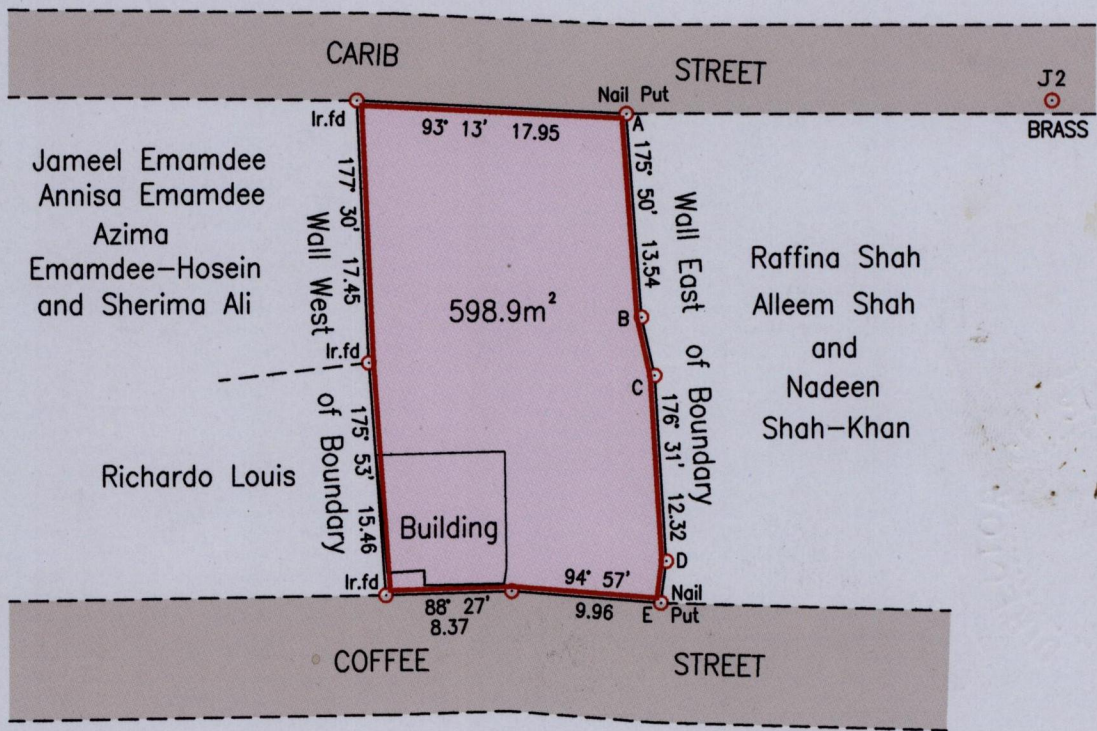 CARIB STREET
J2
BRASS
Nail Put
Ir.fd
A
93° 13' 17.95
Jameel Emamdee
Annisa Emamdee
Azima
Emamdee-Hosein
and Sherima Ali
177° 30' 17.45
Wall West of Boundary
175° 50' 13.54
Wall East of Boundary
Raffina Shah
Alleem Shah
and
Nadeen
Shah-Khan
598.9m²
B
Ir.fd
C
176° 31' 12.32
Richardo Louis
175° 53' 15.46
Building
D
Ir.fd
88° 27'
8.37
94° 57'
9.96
E
Nail
Put
COFFEE STREET